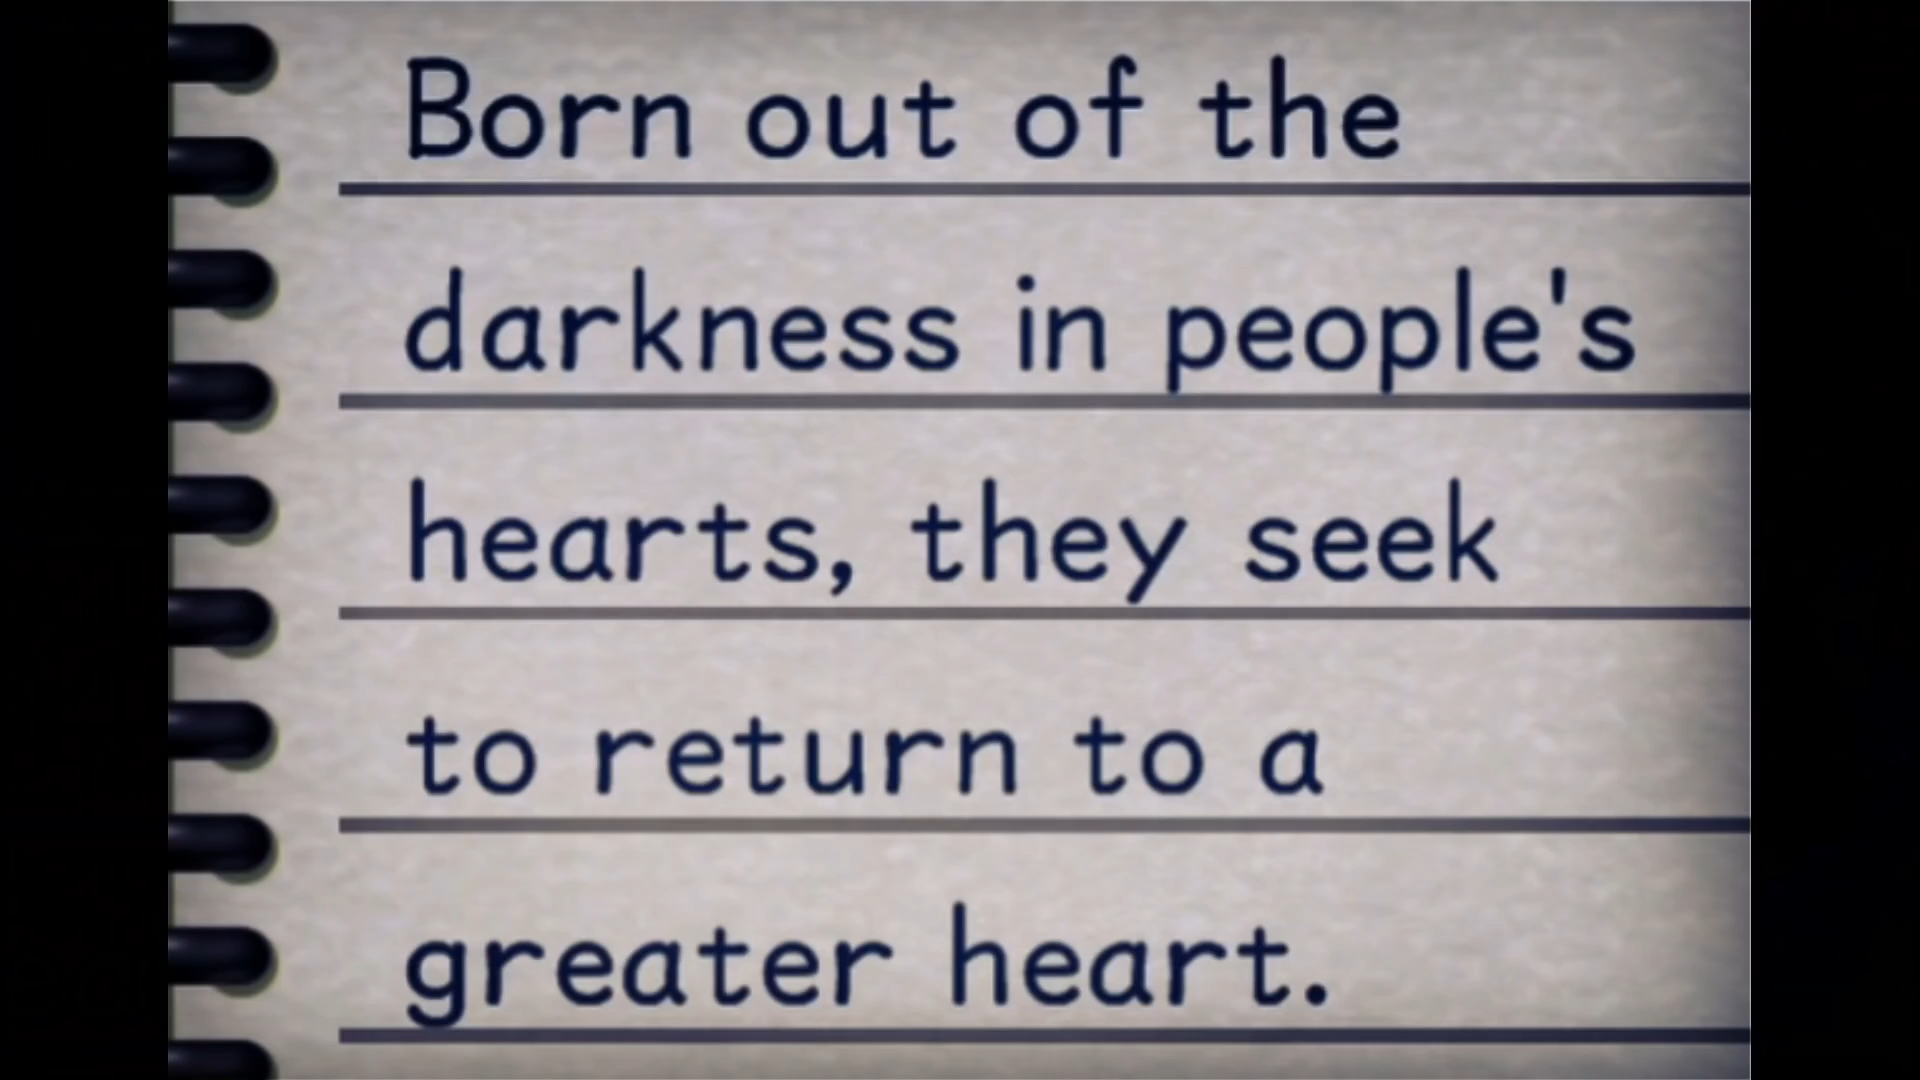 Born out of the
darkness in people's
hearts, they seek
to return to a
greater heart.